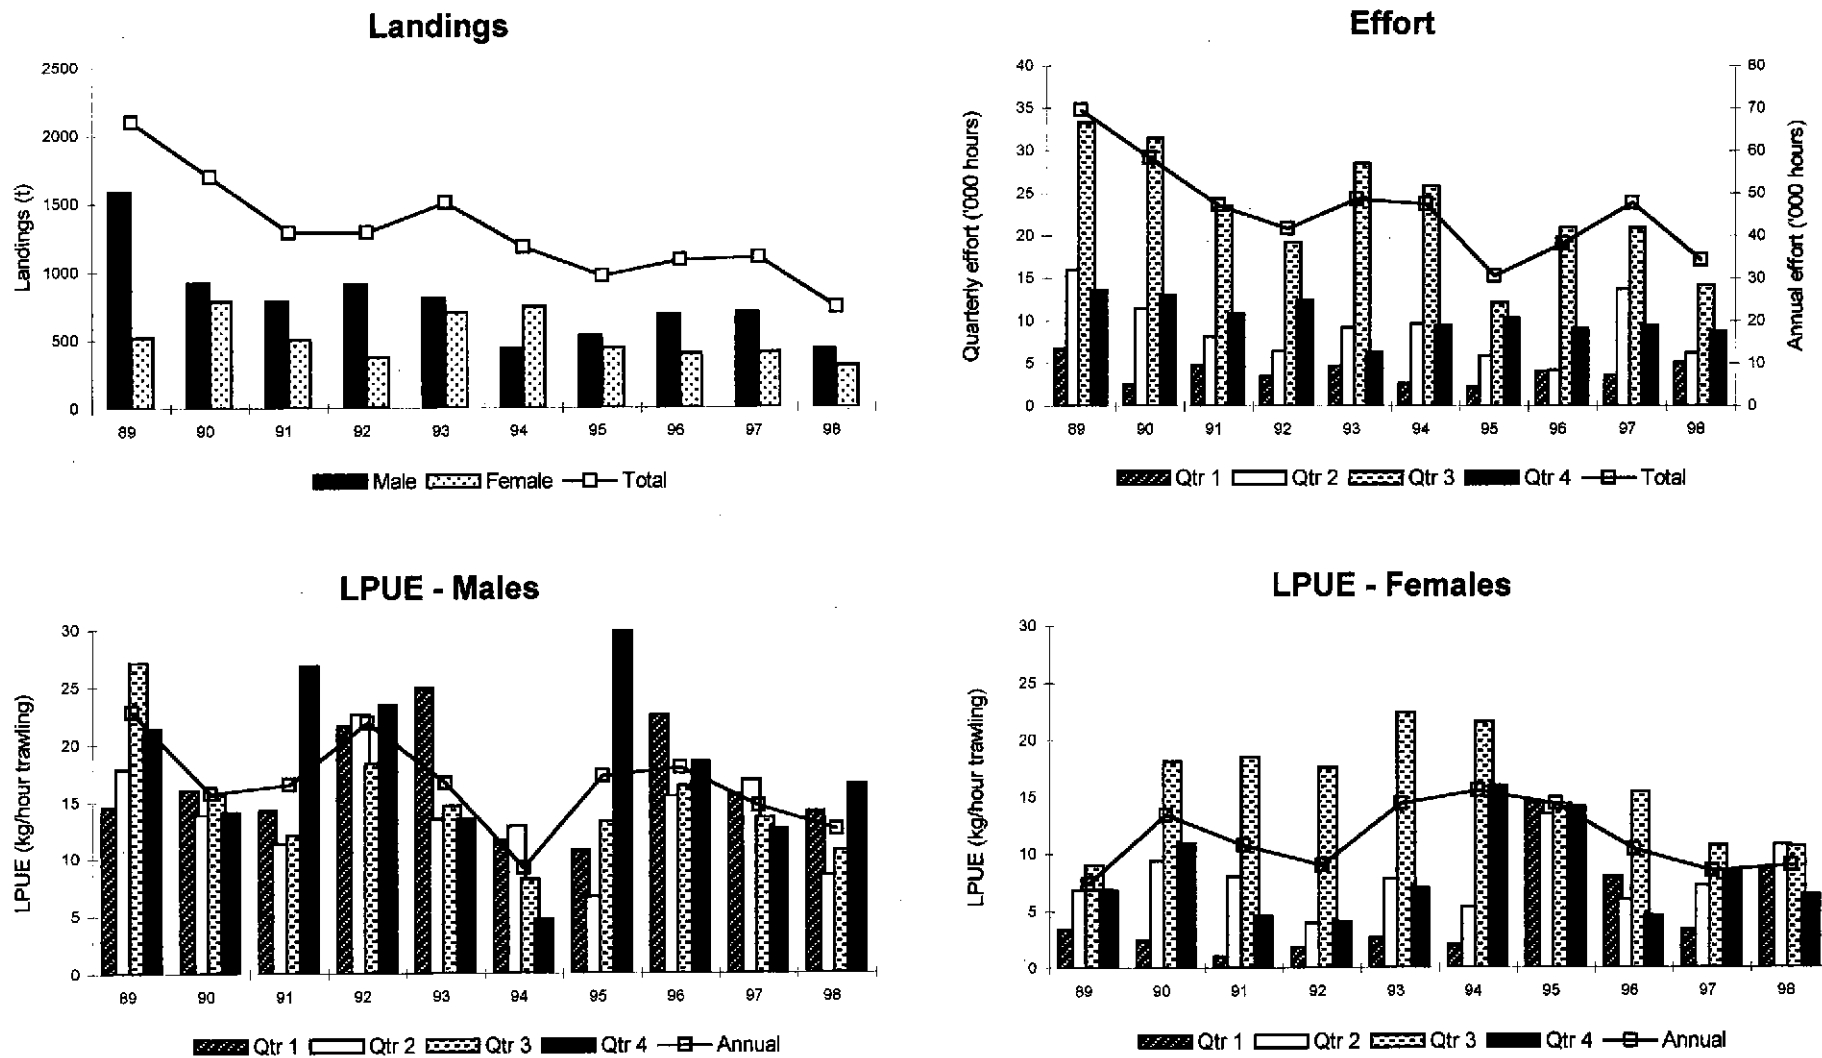 Landings
Landings (t)
2500
2000
1500
1000
500
0
89 90 91 92 93 94 95 96 97 98
Male Female Total
Effort
Quarterly effort ('000 hours)
40
35
30
25
20
15
10
5
0
Annual effort ('000 hours)
80
70
60
50
40
30
20
10
0
89 90 91 92 93 94 95 96 97 98
Qtr 1 Qtr 2 Qtr 3 Qtr 4 Total
LPUE - Males
LPUE (kg/hour trawling)
30
25
20
15
10
5
0
89 90 91 92 93 94 95 96 97 98
Qtr 1 Qtr 2 Qtr 3 Qtr 4 Annual
LPUE - Females
LPUE (kg/hour trawling)
30
25
20
15
10
5
0
89 90 91 92 93 94 95 96 97 98
Qtr 1 Qtr 2 Qtr 3 Qtr 4 Annual